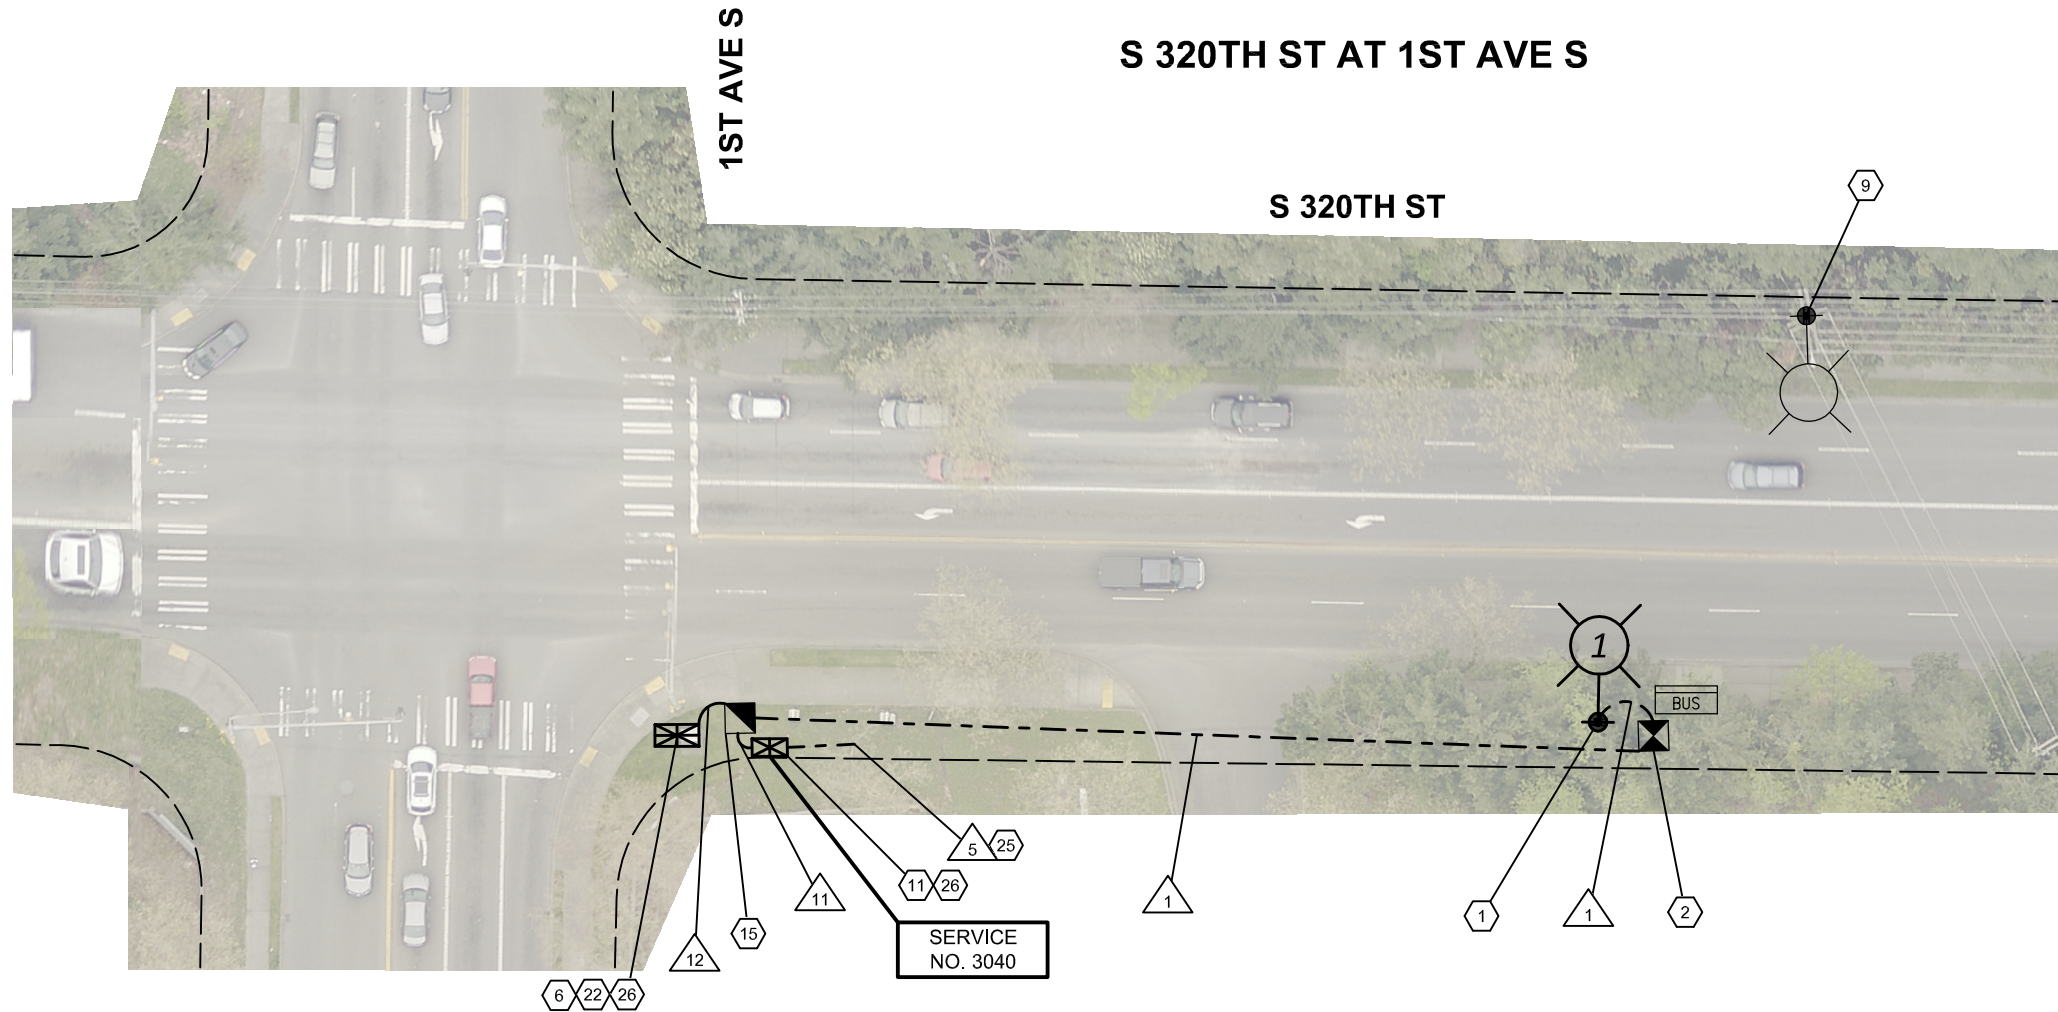 1ST AVE S
S 320TH ST AT 1ST AVE S
S 320TH ST
9
1
BUS
5 25
11 26
11
1
1
1
2
15
12
SERVICE
NO. 3040
6 22 26